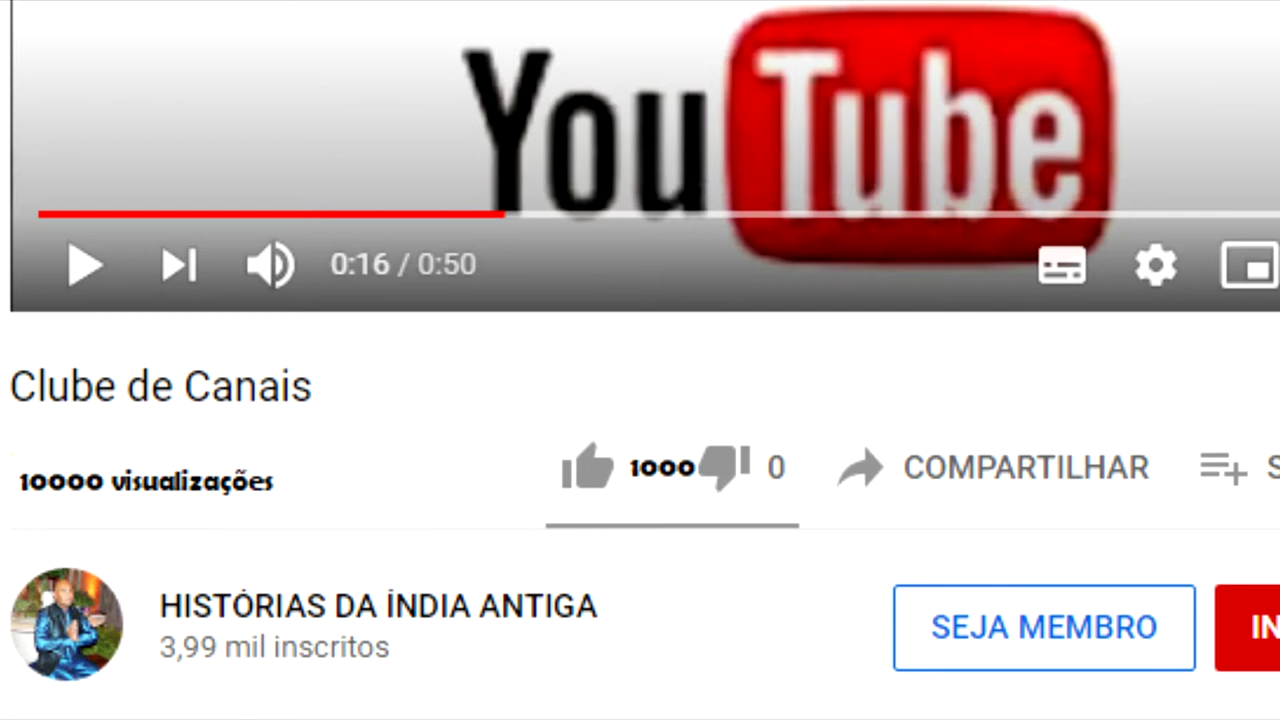 YouTube
0:16 / 0:50
Clube de Canais
10000 visualizações
1000 0 COMPARTILHAR S
HISTÓRIAS DA ÍNDIA ANTIGA
3,99 mil inscritos
SEJA MEMBRO IN